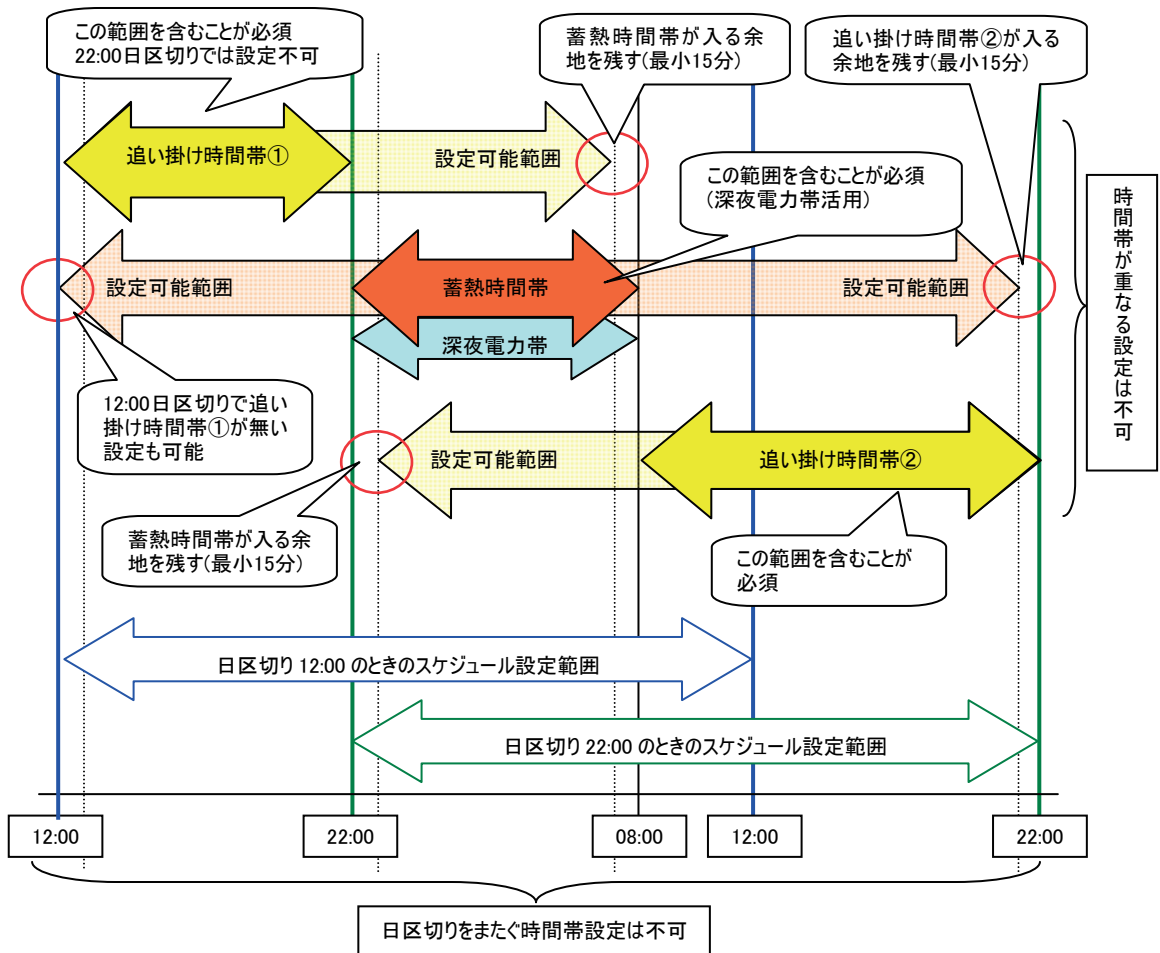 この範囲を含むことが必須
22:00日区切りでは設定不可
蓄熱時間帯が入る余
地を残す(最小15分)
追い掛け時間帯②が入る
余地を残す(最小15分)
追い掛け時間帯①
設定可能範囲
この範囲を含むことが必須
(深夜電力帯活用)
時間帯が重なる設定は不可
設定可能範囲
蓄熱時間帯
設定可能範囲
深夜電力帯
12:00日区切りで追い
掛け時間帯①が無い
設定も可能
設定可能範囲
追い掛け時間帯②
蓄熱時間帯が入る余
地を残す(最小15分)
この範囲を含むことが
必須
日区切り 12:00 のときのスケジュール設定範囲
日区切り 22:00 のときのスケジュール設定範囲
12:00
22:00
08:00
12:00
22:00
日区切りをまたぐ時間帯設定は不可